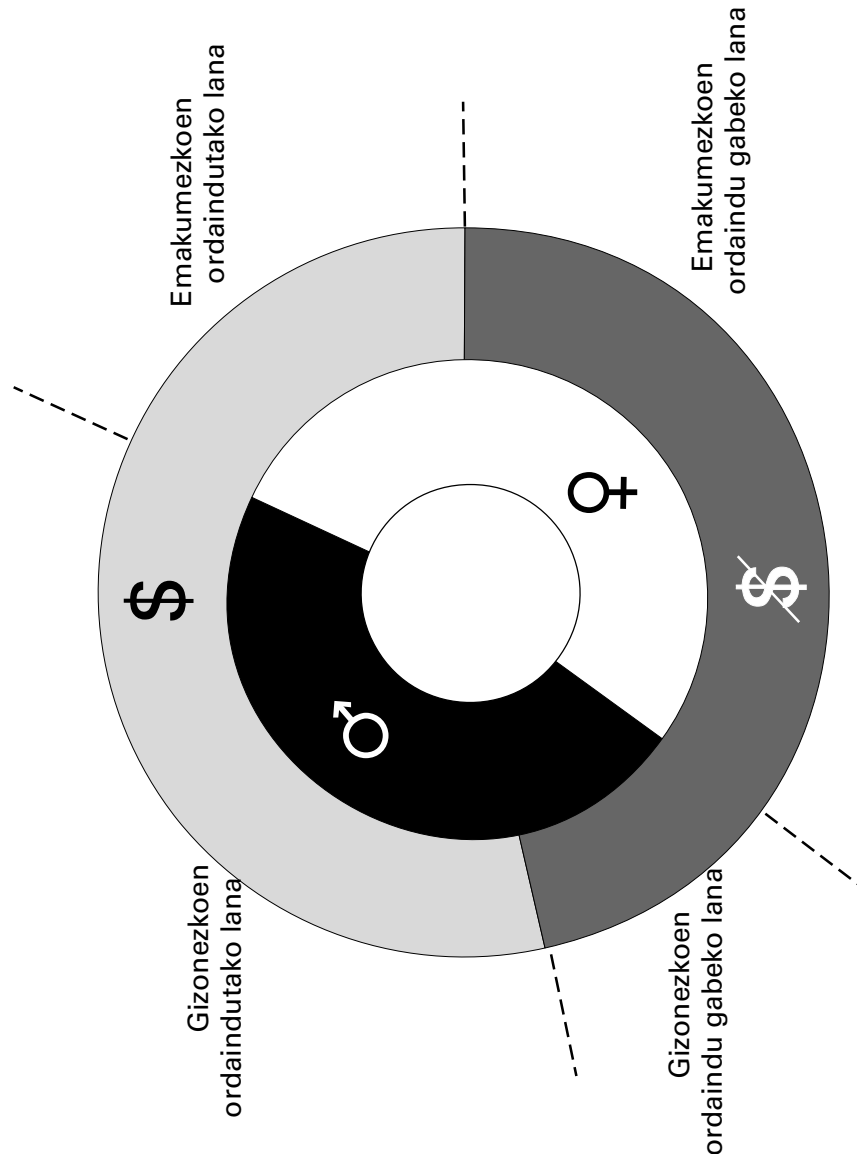 Emakumezkoen
ordaindutako lana
Emakumezkoen
ordaindu gabeko lana
$
$
Gizonezkoen
ordaindutako lana
Gizonezkoen
ordaindu gabeko lana